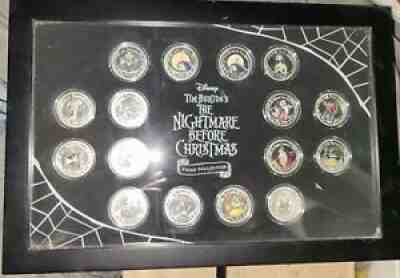 Disney
TIM BURTON'S
THE
NIGHTMARE
BEFORE
CHRISTMAS